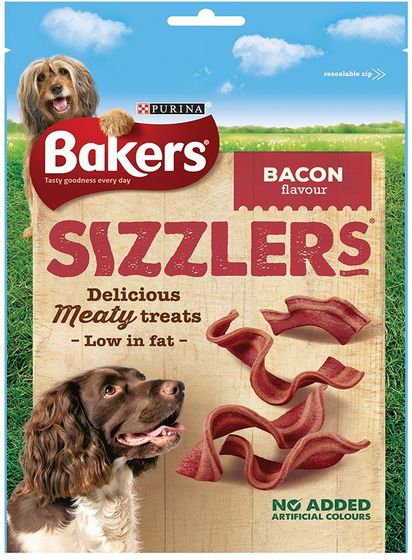 resealable zip
PURINA
Bakers®
Tasty goodness every day
BACON
flavour
SIZZLERS®
Delicious
Meaty treats
- Low in fat -
NO ADDED
ARTIFICIAL COLOURS